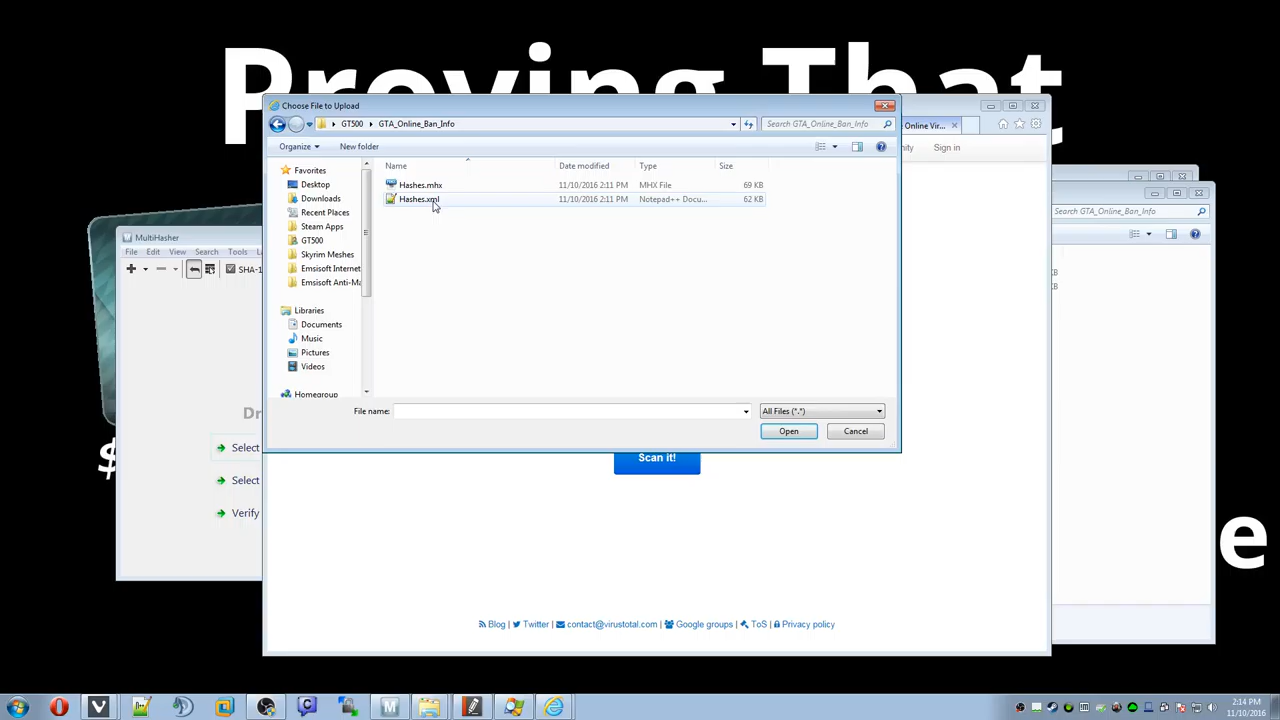 Proving That
Choose File to Upload
GT500 GTA_Online_Ban_Info
Search GTA_Online_Ban_Info
Online Vir...
Organize
New folder
Sign in
Name
Date modified
Type
Size
Favorites
Desktop
Downloads
Recent Places
Steam Apps
GT500
Skyrim Meshes
Emsisoft Internet
Emsisoft Anti-Ma
Libraries
Documents
Music
Pictures
Videos
Homegroup
Hashes.mhx 11/10/2016 2:11 PM MHX File 69 KB
Hashes.xml 11/10/2016 2:11 PM Notepad++ Docu... 62 KB
GTA_Online_Ban_Info
MultiHasher
File Edit View Search Tools
SHA-1
File name:
All Files (*.*)
Open
Cancel
Select
Select
Verify
Scan it!
Blog | Twitter | contact@virustotal.com | Google groups | ToS | Privacy policy
2:14 PM
11/10/2016